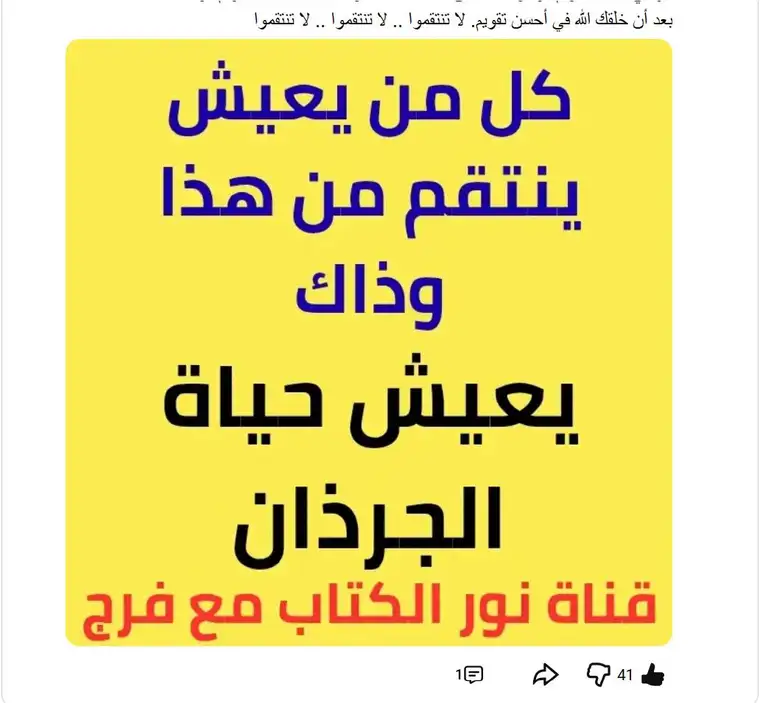 بعد أن خلقك الله في أحسن تقويم. لا تنتقموا .. لا تنتقموا .. لا تنتقموا
كل من يعيش
ينتقم من هذا
وذاك
يعيش حياة
الجرذان
قناة نور الكتاب مع فرج
41
1